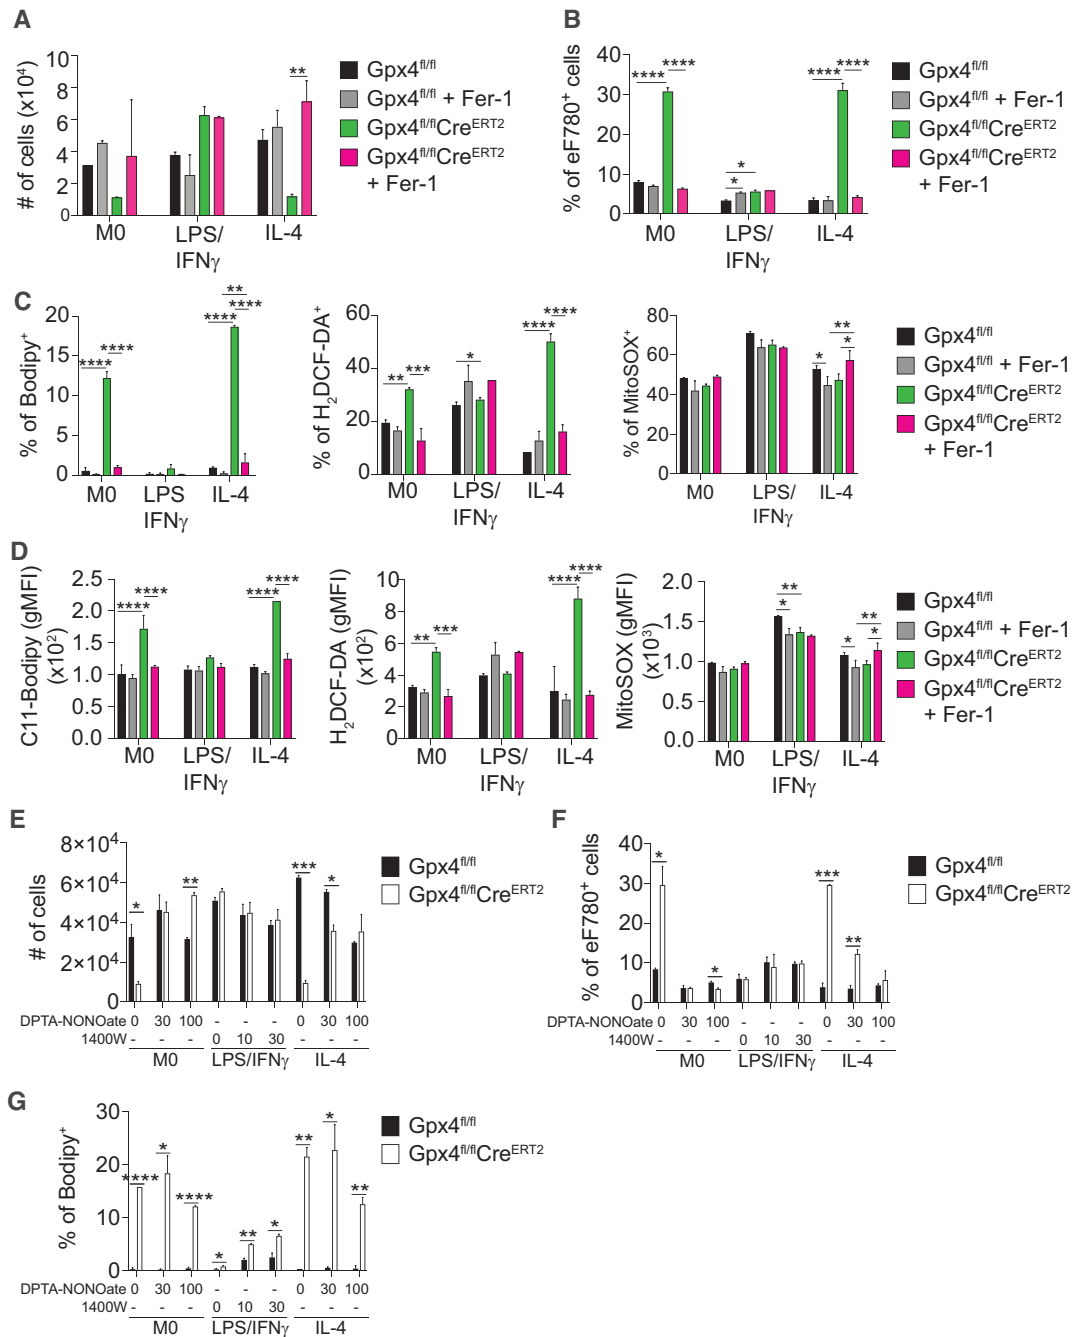 A
# of cells (x10⁴)
10
8
6
4
2
0
**
M0
LPS/
IFNγ
IL-4
Gpx4fl/fl
Gpx4fl/fl + Fer-1
Gpx4fl/flCreERT2
Gpx4fl/flCreERT2
+ Fer-1
B
% of eF780⁺ cells
40
30
20
10
0
**** ****
*
*
**** ****
M0
LPS/
IFNγ
IL-4
Gpx4fl/fl
Gpx4fl/fl + Fer-1
Gpx4fl/flCreERT2
Gpx4fl/flCreERT2
+ Fer-1
C
% of Bodipy⁺
20
15
10
5
0
****
****
**
****
****
M0
LPS
IFNγ
IL-4
% of H₂DCF-DA⁺
60
40
20
0
** ***
*
****
****
M0
LPS/
IFNγ
IL-4
% of MitoSOX⁺
80
60
40
20
0
**
* *
M0
LPS/
IFNγ
IL-4
Gpx4fl/fl
Gpx4fl/fl + Fer-1
Gpx4fl/flCreERT2
Gpx4fl/flCreERT2
+ Fer-1
D
C11-Bodipy (gMFI)
(x10²)
2.5
2.0
1.5
1.0
0.5
0.0
****
****
****
****
M0
LPS/
IFNγ
IL-4
H₂DCF-DA (gMFI)
(x10²)
10
8
6
4
2
0
** ***
****
****
M0
LPS/
IFNγ
IL-4
MitoSOX (gMFI)
(x10³)
2.0
1.5
1.0
0.5
0.0
**
*
**
* *
M0
LPS/
IFNγ
IL-4
Gpx4fl/fl
Gpx4fl/fl + Fer-1
Gpx4fl/flCreERT2
Gpx4fl/flCreERT2
+ Fer-1
E
# of cells
8×10⁴
6×10⁴
4×10⁴
2×10⁴
0
* ** *** *
DPTA-NONOate 0 30 100 - - - 0 30 100
1400W - - - 0 10 30 - - -
M0 LPS/IFNγ IL-4
Gpx4fl/fl
Gpx4fl/flCreERT2
F
% of eF780⁺ cells
40
30
20
10
0
* * *** **
DPTA-NONOate 0 30 100 - - - 0 30 100
1400W - - - 0 10 30 - - -
M0 LPS/IFNγ IL-4
Gpx4fl/fl
Gpx4fl/flCreERT2
G
% of Bodipy⁺
30
20
10
0
**** * **** * ** * ** * **
DPTA-NONOate 0 30 100 - - - 0 30 100
1400W - - - 0 10 30 - - -
M0 LPS/IFNγ IL-4
Gpx4fl/fl
Gpx4fl/flCreERT2